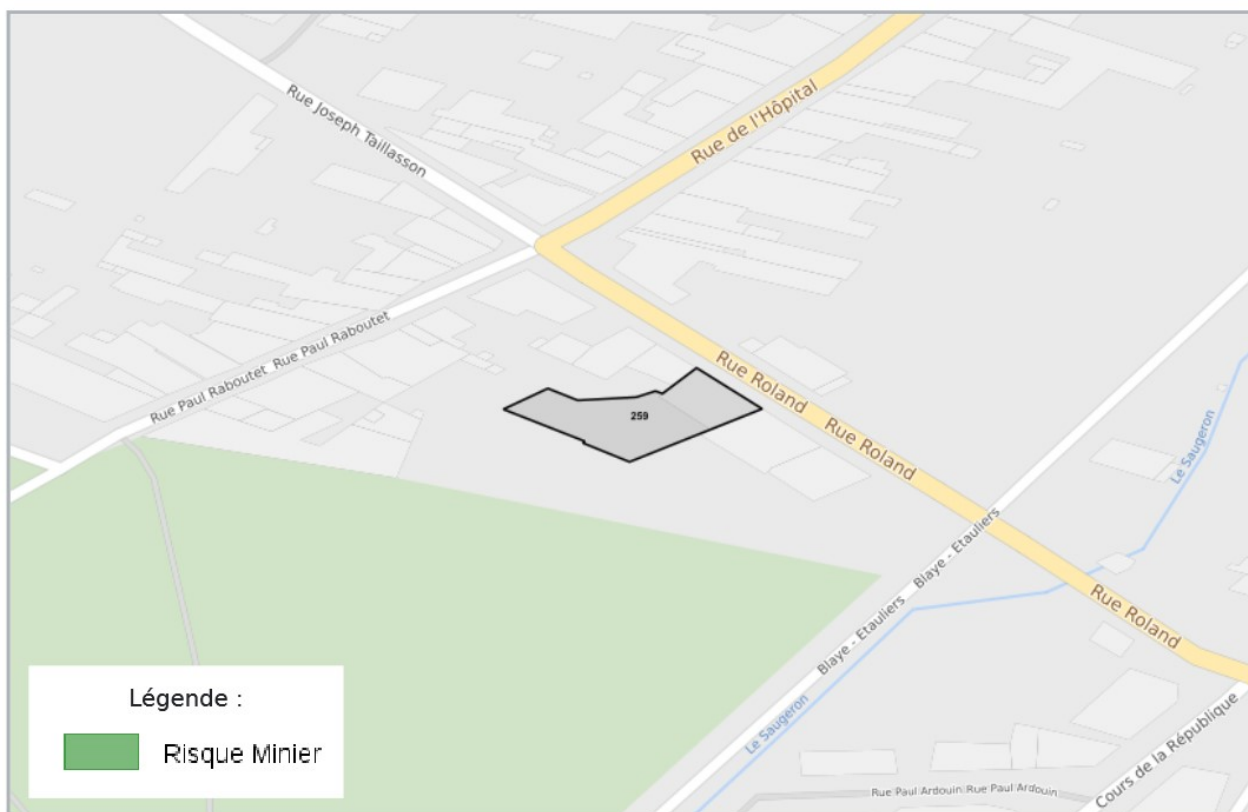 Rue Joseph Taillasson
Rue de l'Hôpital
Rue Paul Raboutet Rue Paul Raboutet
Rue Roland Rue Roland
259
Le Saugeron
Blaye - Etauliers Blaye - Etauliers
Rue Roland
Le Saugeron
Cours de la République
Rue Paul Ardouin Rue Paul Ardouin
Légende :
Risque Minier